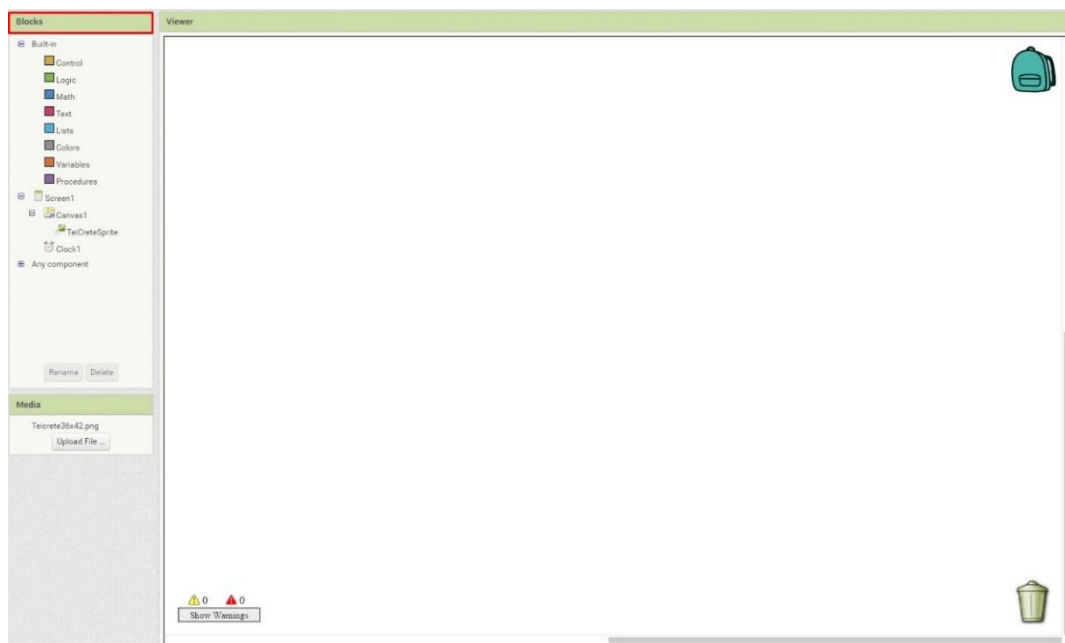 Blocks
Built-in
Control
Logic
Math
Text
Lists
Colors
Variables
Procedures
Screen1
Canvas1
TeiCreteSprite
Clock1
Any component
Rename Delete
Media
Teicrete36x42.png
Upload File ...
Viewer
0 0
Show Warnings